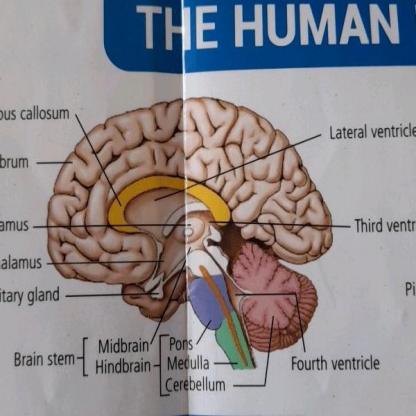 THE HUMAN
pus callosum
Lateral ventricle
brum
amus
Third ventr
alamus
itary gland
Pi
Brain stem
Midbrain
Hindbrain
Pons
Medulla
Cerebellum
Fourth ventricle